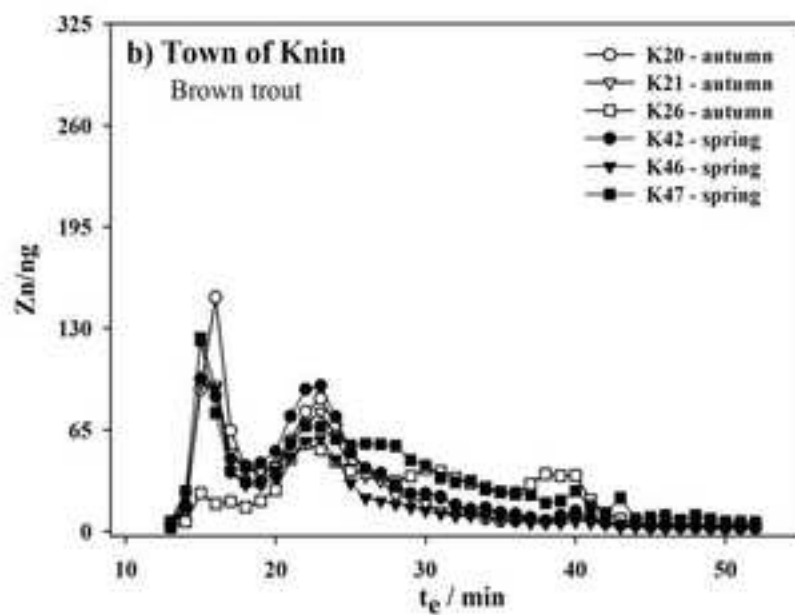 b) Town of Knin
Brown trout
K20 - autumn
K21 - autumn
K26 - autumn
K42 - spring
K46 - spring
K47 - spring
Zn/ng
325
260
195
130
65
0
10
20
30
40
50
te / min